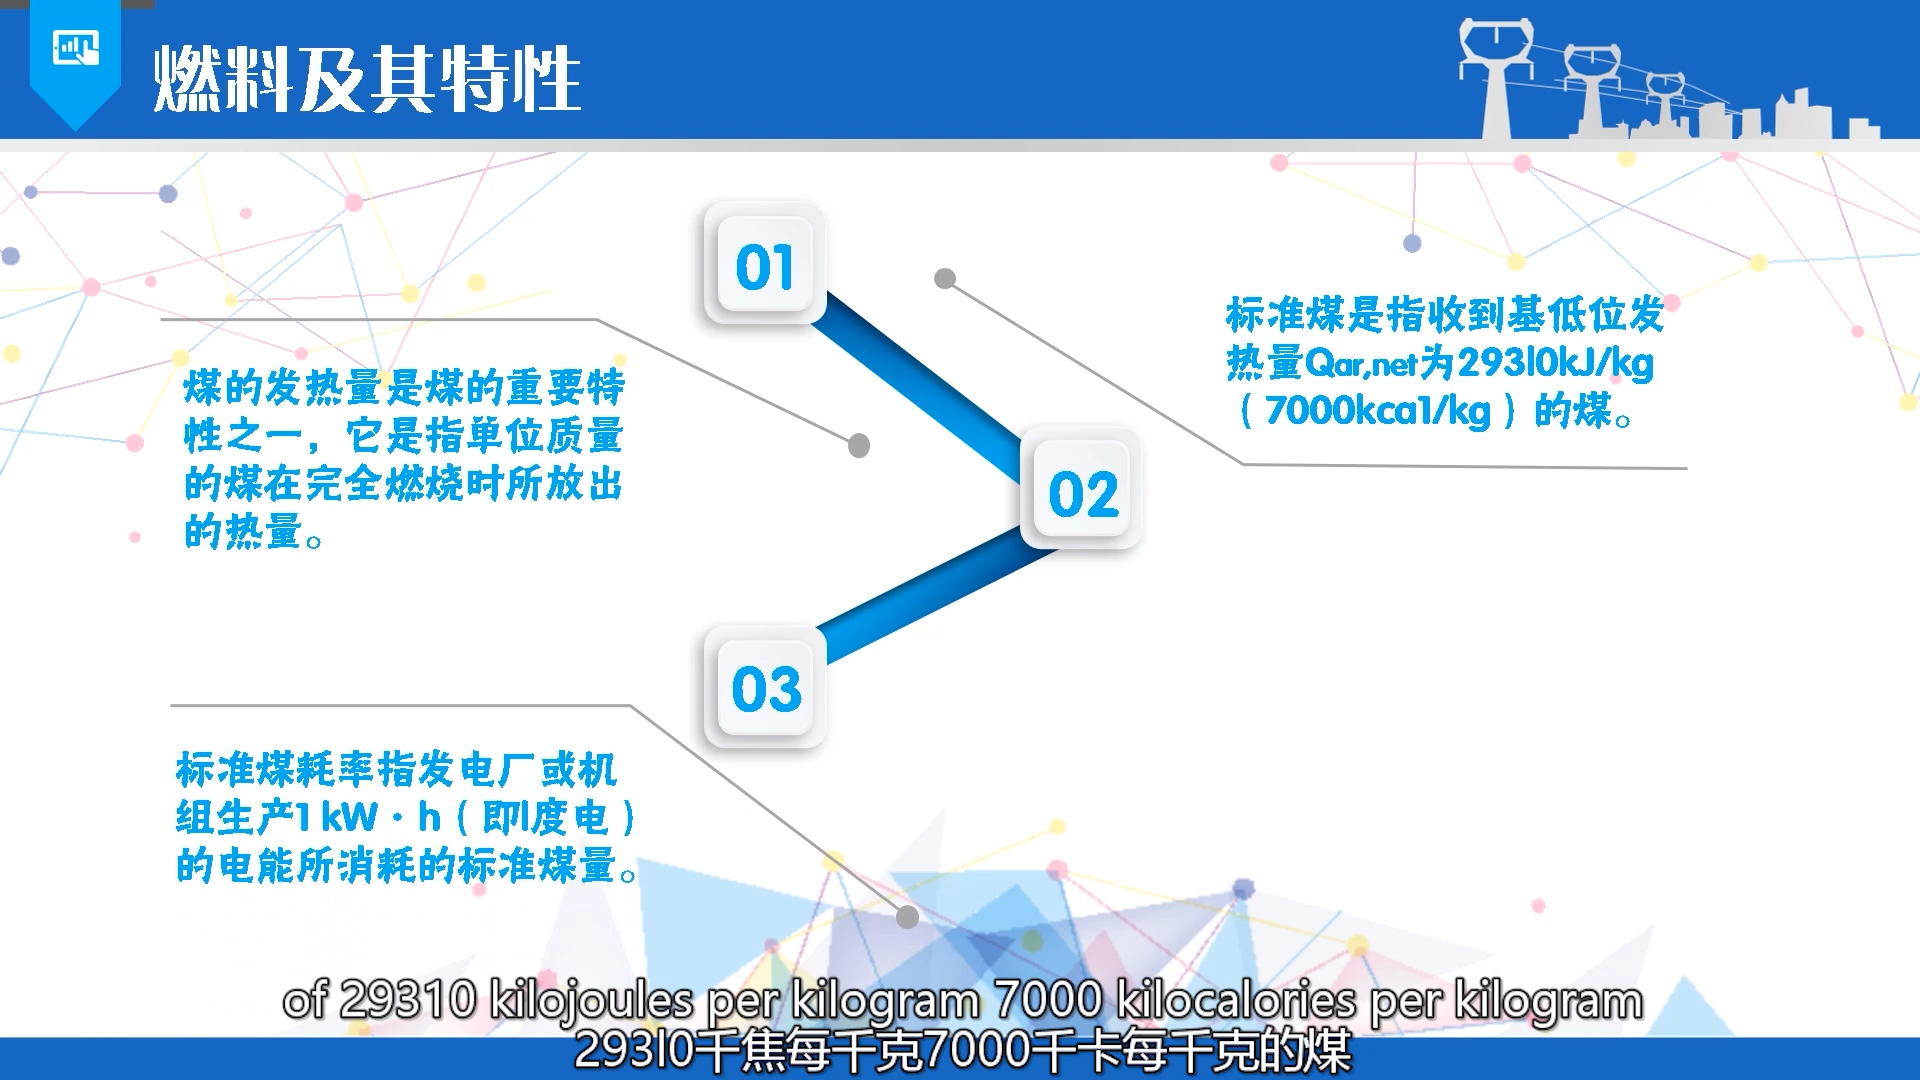 燃料及其特性
01
煤的发热量是煤的重要特
性之一，它是指单位质量
的煤在完全燃烧时所放出
的热量。
02
标准煤是指收到基低位发
热量Qar,net为293l0kJ/kg
（7000kca1/kg）的煤。
03
标准煤耗率指发电厂或机
组生产1 kW·h（即l度电）
的电能所消耗的标准煤量。
of 29310 kilojoules per kilogram 7000 kilocalories per kilogram
293l0千焦每千克7000千卡每千克的煤